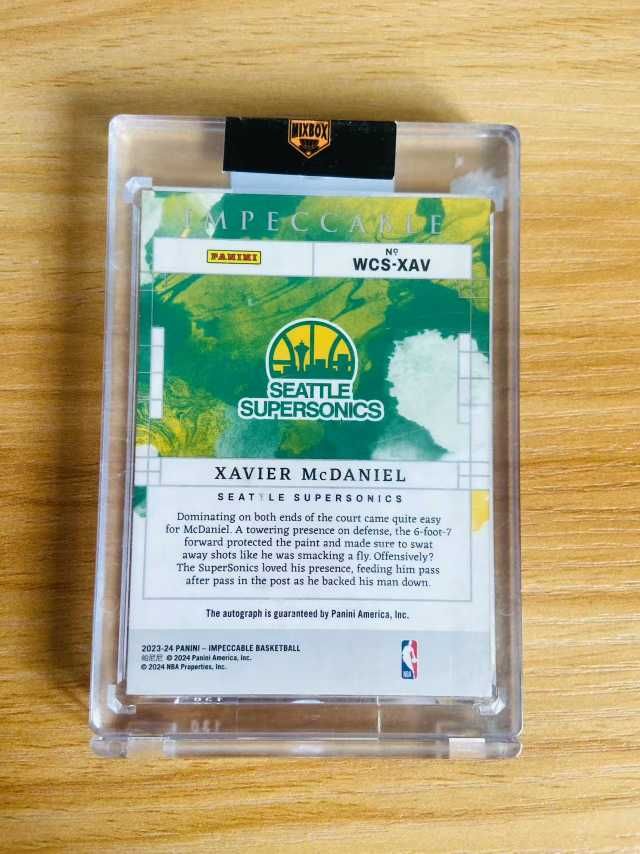 MIXBOX
IMPECCABLE
PANINI
Nº
WCS-XAV
SEATTLE
SUPERSONICS
XAVIER McDANIEL
SEATTLE SUPERSONICS
Dominating on both ends of the court came quite easy
for McDaniel. A towering presence on defense, the 6-foot-7
forward protected the paint and made sure to swat
away shots like he was smacking a fly. Offensively?
The SuperSonics loved his presence, feeding him pass
after pass in the post as he backed his man down.
The autograph is guaranteed by Panini America, Inc.
2023-24 PANINI – IMPECCABLE BASKETBALL
帕尼尼 © 2024 Panini America, Inc.
© 2024 NBA Properties, Inc.
NBA